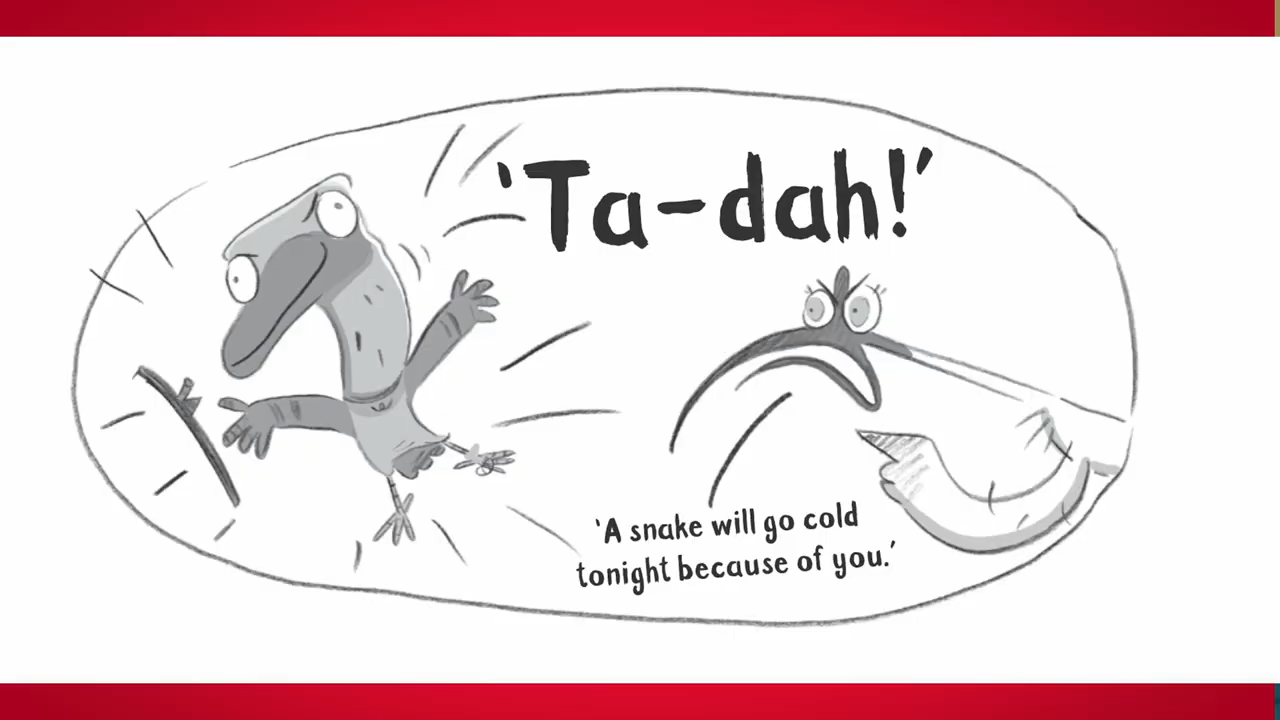 ‘Ta-dah!’
‘A snake will go cold
tonight because of you.’